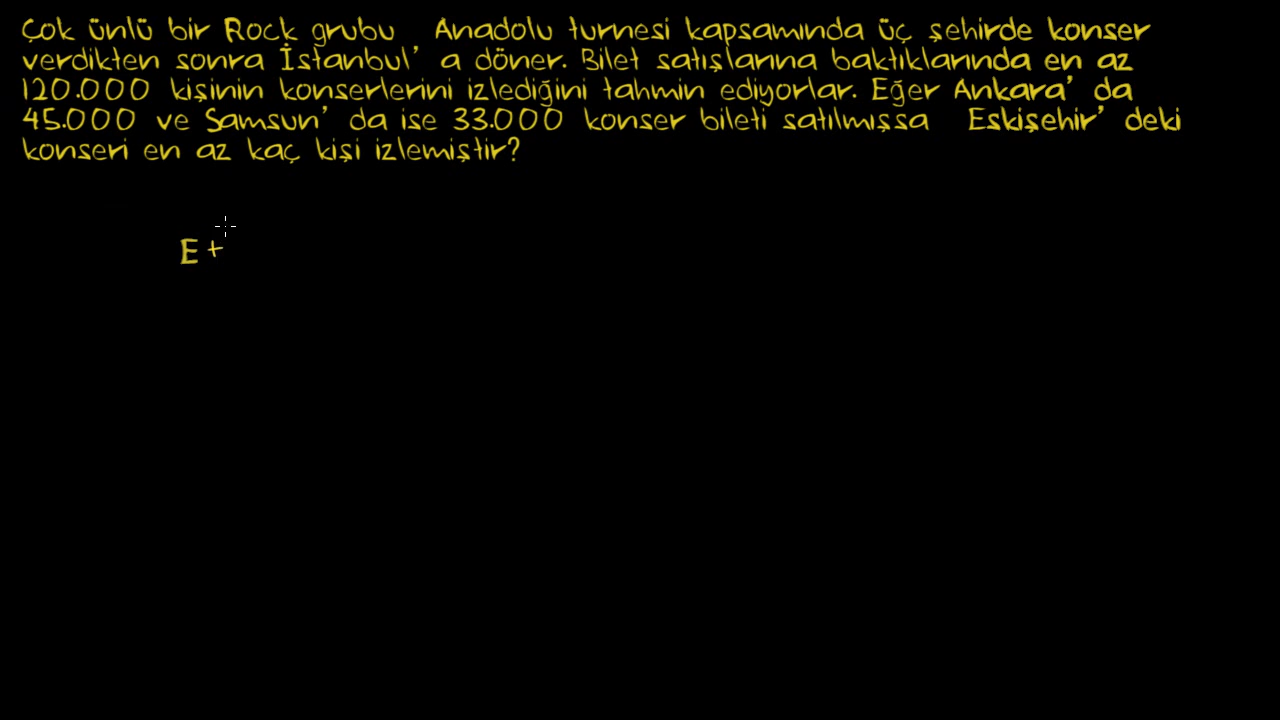 Çok ünlü bir Rock grubu Anadolu turnesi kapsamında üç şehirde konser
verdikten sonra İstanbul' a döner. Bilet satışlarına baktıklarında en az
120.000 kişinin konserlerini izlediğini tahmin ediyorlar. Eğer Ankara' da
45.000 ve Samsun' da ise 33.000 konser bileti satılmışsa Eskişehir' deki
konseri en az kaç kişi izlemiştir?
E +